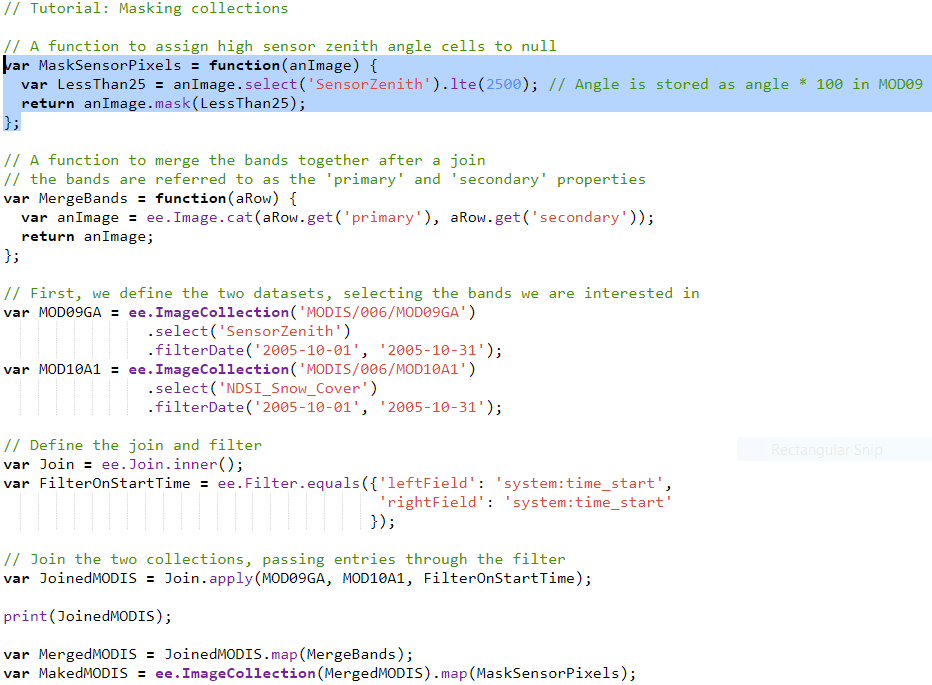 // Tutorial: Masking collections
// A function to assign high sensor zenith angle cells to null
var MaskSensorPixels = function(anImage) {
  var LessThan25 = anImage.select('SensorZenith').lte(2500); // Angle is stored as angle * 100 in MOD09
  return anImage.mask(LessThan25);
};
// A function to merge the bands together after a join
// the bands are referred to as the 'primary' and 'secondary' properties
var MergeBands = function(aRow) {
  var anImage = ee.Image.cat(aRow.get('primary'), aRow.get('secondary'));
  return anImage;
};
// First, we define the two datasets, selecting the bands we are interested in
var MOD09GA = ee.ImageCollection('MODIS/006/MOD09GA')
                .select('SensorZenith')
                .filterDate('2005-10-01', '2005-10-31');
var MOD10A1 = ee.ImageCollection('MODIS/006/MOD10A1')
                .select('NDSI_Snow_Cover')
                .filterDate('2005-10-01', '2005-10-31');
// Define the join and filter
Rectangular Snip
var Join = ee.Join.inner();
var FilterOnStartTime = ee.Filter.equals({'leftField': 'system:time_start',
                                          'rightField': 'system:time_start'
                                         });
// Join the two collections, passing entries through the filter
var JoinedMODIS = Join.apply(MOD09GA, MOD10A1, FilterOnStartTime);
print(JoinedMODIS);
var MergedMODIS = JoinedMODIS.map(MergeBands);
var MakedMODIS = ee.ImageCollection(MergedMODIS).map(MaskSensorPixels);